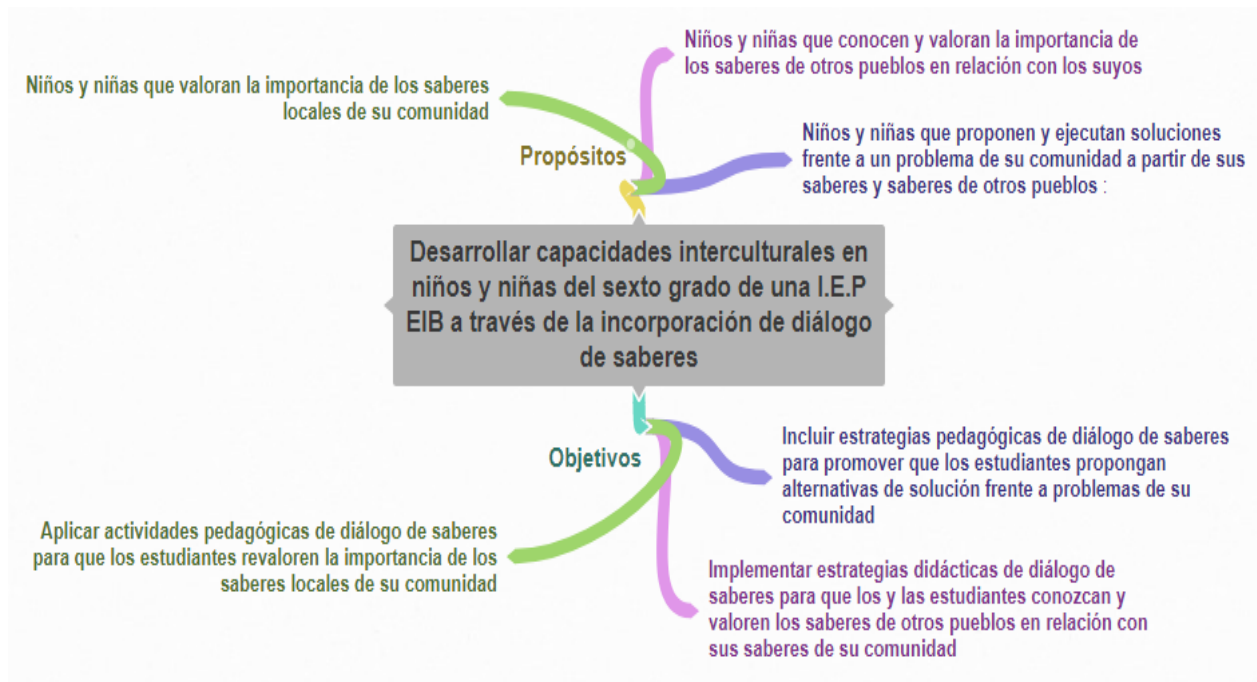 Niños y niñas que conocen y valoran la importancia de
los saberes de otros pueblos en relación con los suyos
Niños y niñas que valoran la importancia de los saberes
locales de su comunidad
Niños y niñas que proponen y ejecutan soluciones
frente a un problema de su comunidad a partir de sus
saberes y saberes de otros pueblos :
Propósitos
Desarrollar capacidades interculturales en
niños y niñas del sexto grado de una I.E.P
EIB a través de la incorporación de diálogo
de saberes
Objetivos
Incluir estrategias pedagógicas de diálogo de saberes
para promover que los estudiantes propongan
alternativas de solución frente a problemas de su
comunidad
Aplicar actividades pedagógicas de diálogo de saberes
para que los estudiantes revaloren la importancia de los
saberes locales de su comunidad
Implementar estrategias didácticas de diálogo de
saberes para que los y las estudiantes conozcan y
valoren los saberes de otros pueblos en relación con
sus saberes de su comunidad